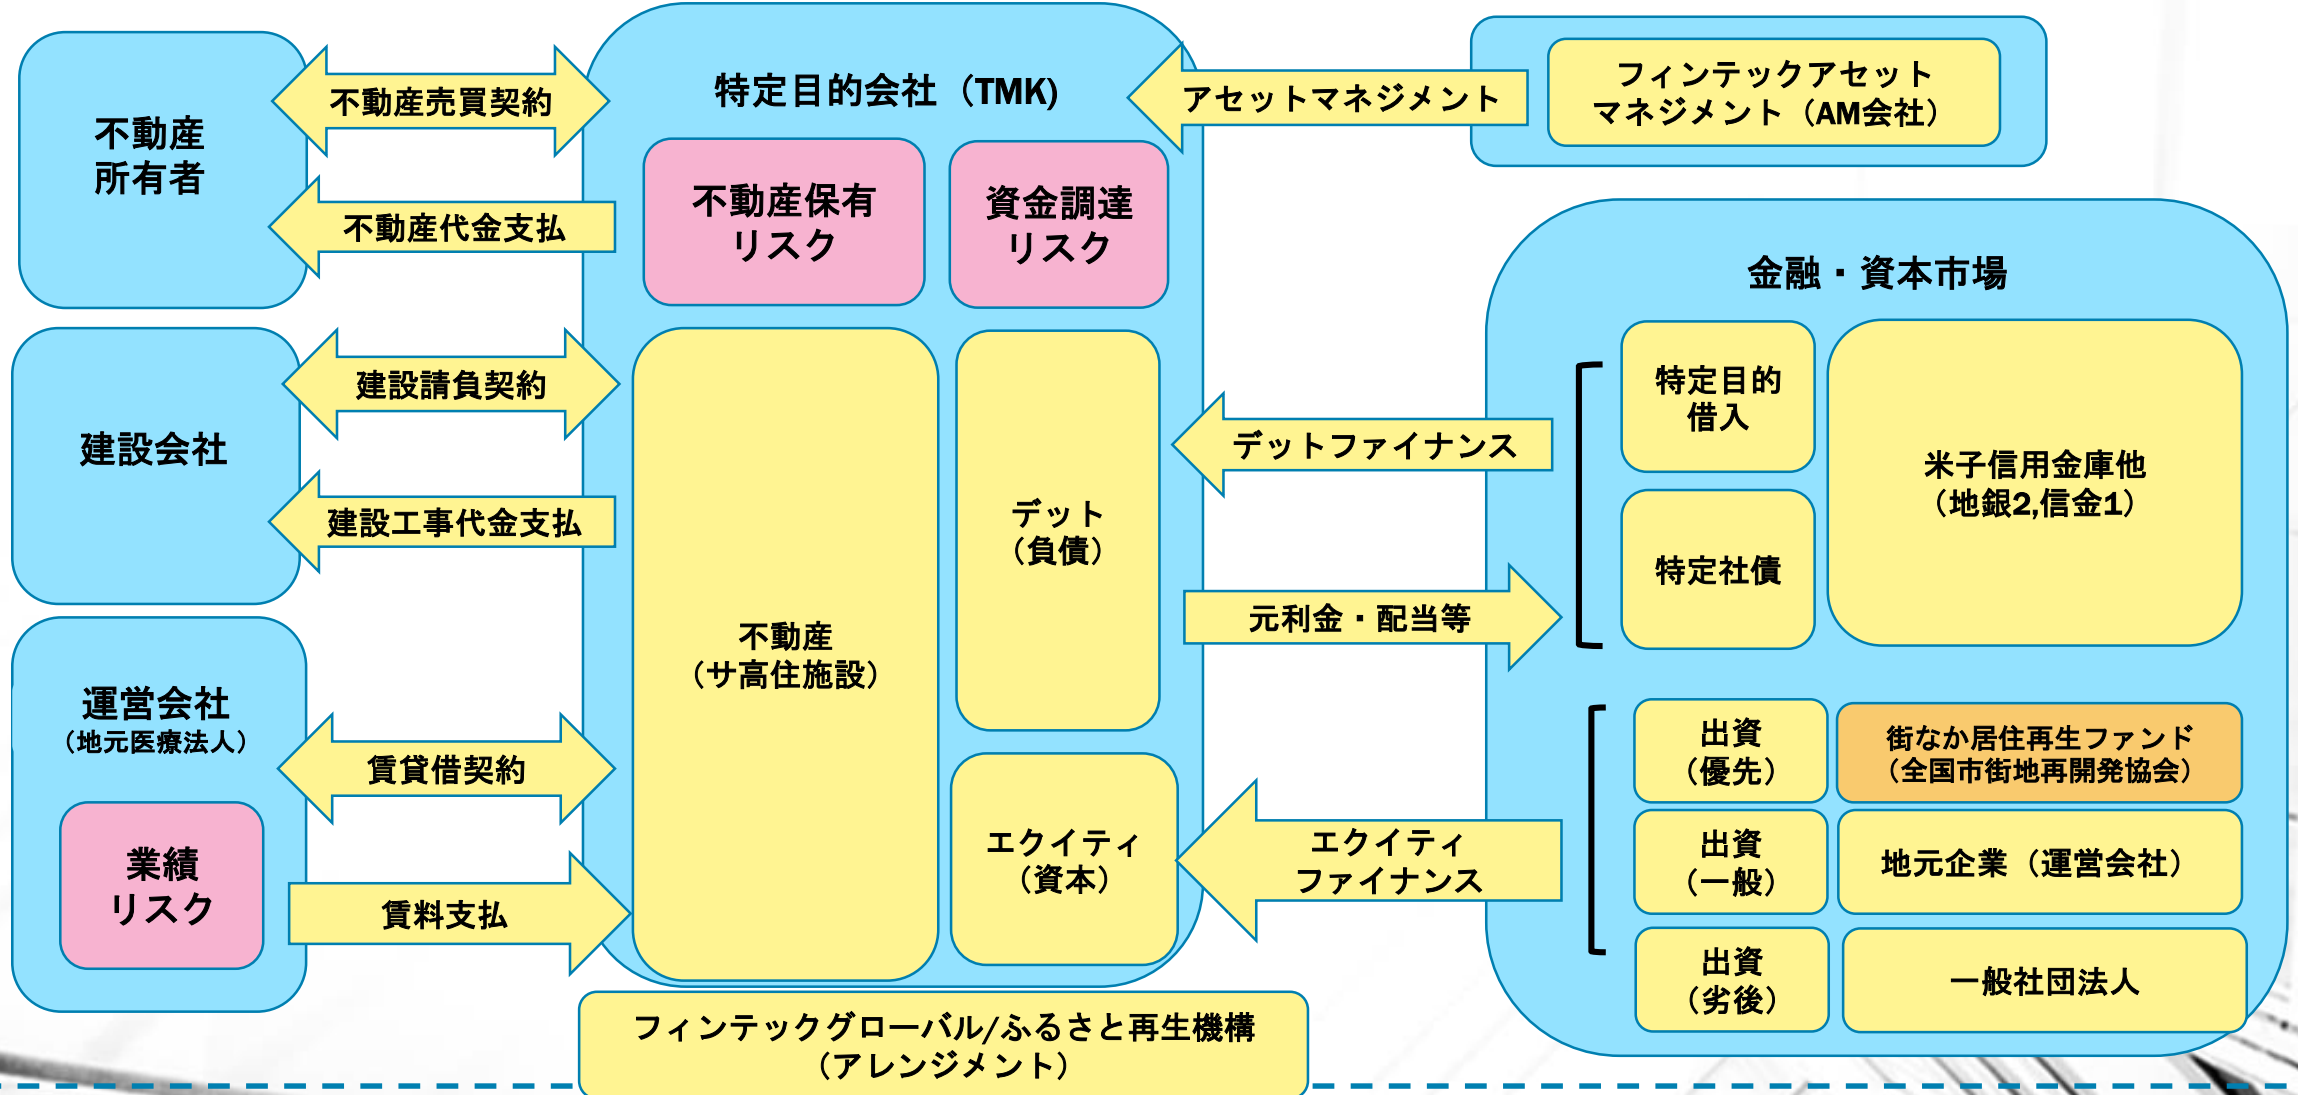 不動産
所有者
不動産売買契約
不動産代金支払
建設会社
建設請負契約
建設工事代金支払
運営会社
（地元医療法人）
業績
リスク
賃貸借契約
賃料支払
特定目的会社（TMK)
不動産保有
リスク
資金調達
リスク
不動産
（サ高住施設）
デット
（負債）
エクイティ
（資本）
フィンテックグローバル/ふるさと再生機構
（アレンジメント）
アセットマネジメント
フィンテックアセット
マネジメント（AM会社）
デットファイナンス
元利金・配当等
エクイティ
ファイナンス
金融・資本市場
特定目的
借入
特定社債
米子信用金庫他
（地銀2,信金1）
出資
（優先）
街なか居住再生ファンド
（全国市街地再開発協会）
出資
（一般）
地元企業（運営会社）
出資
（劣後）
一般社団法人